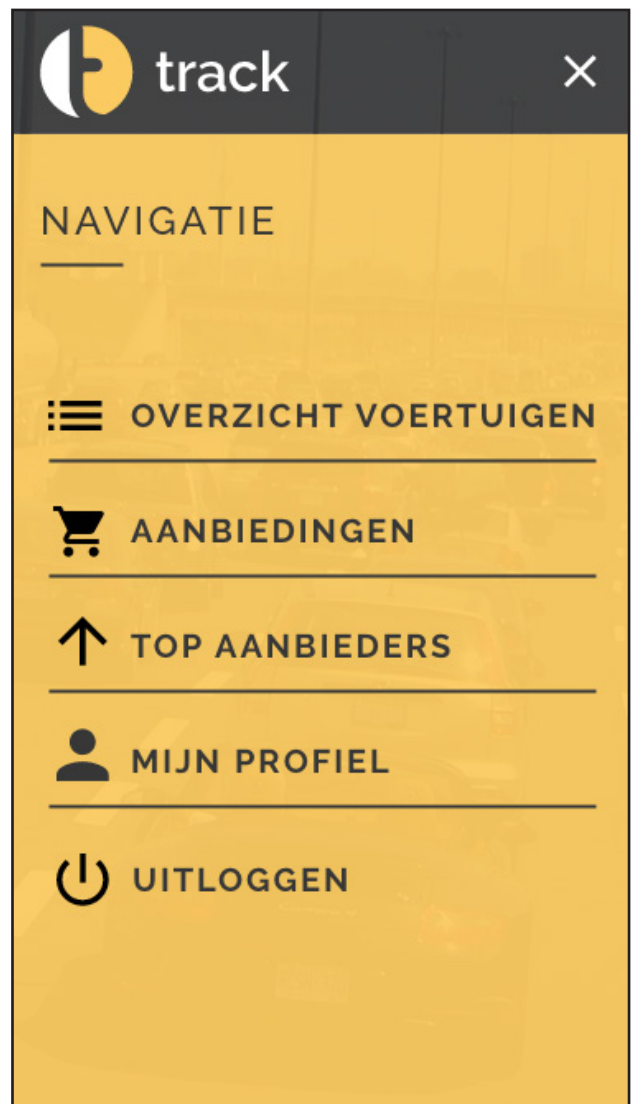 track
NAVIGATIE
OVERZICHT VOERTUIGEN
AANBIEDINGEN
TOP AANBIEDERS
MIJN PROFIEL
UITLOGGEN